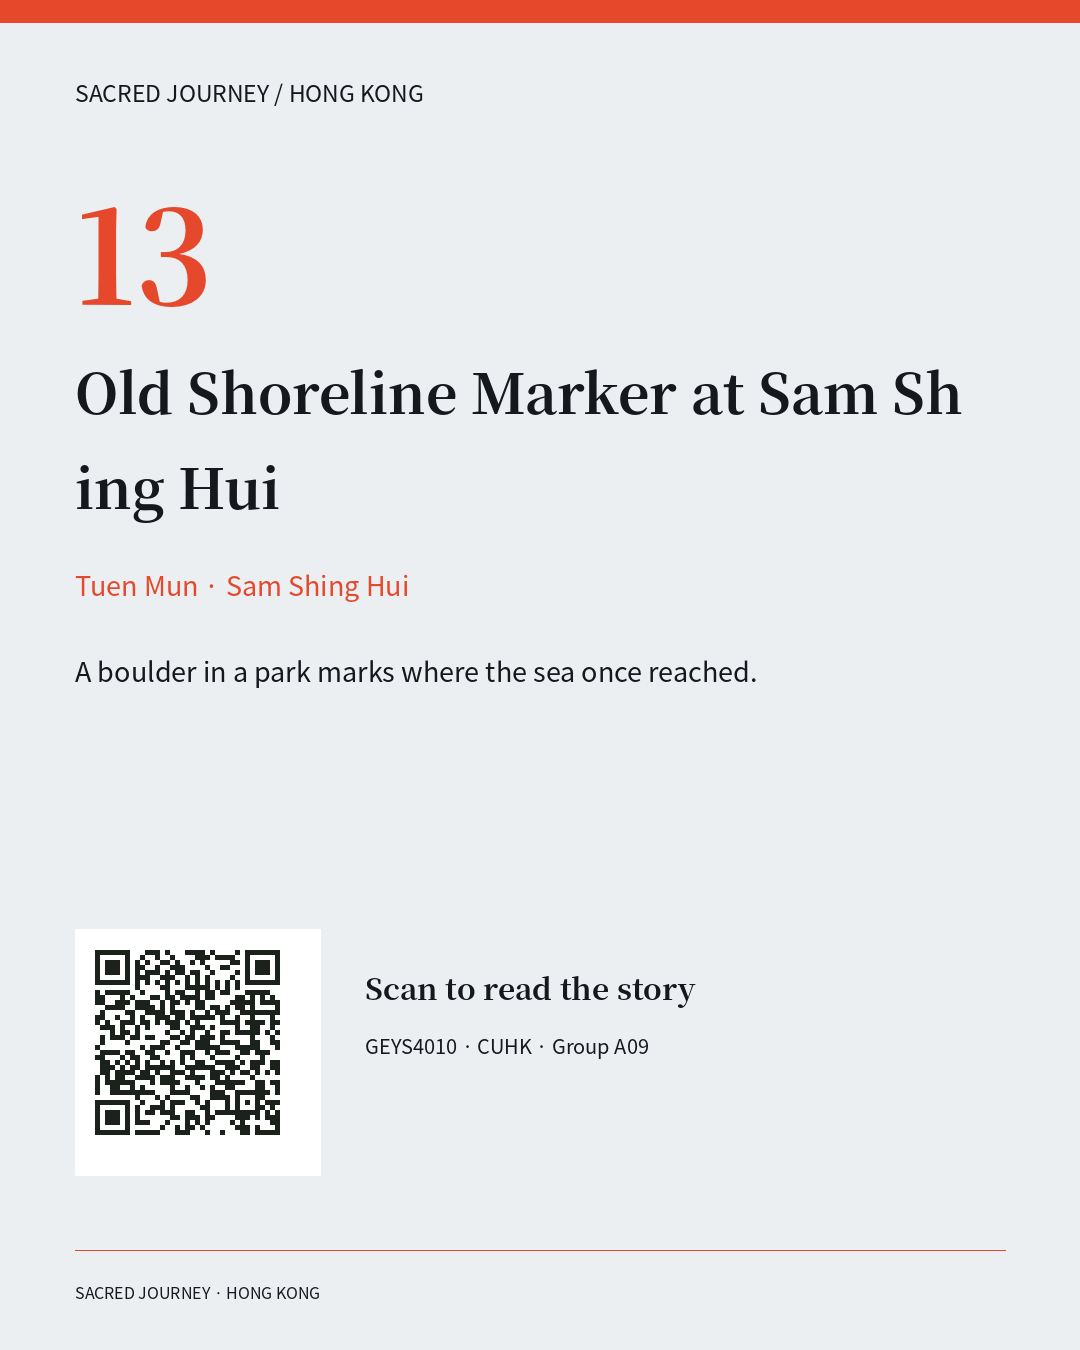 SACRED JOURNEY / HONG KONG
13
Old Shoreline Marker at Sam Sh
ing Hui
Tuen Mun · Sam Shing Hui
A boulder in a park marks where the sea once reached.
Scan to read the story
GEYS4010 · CUHK · Group A09
SACRED JOURNEY · HONG KONG